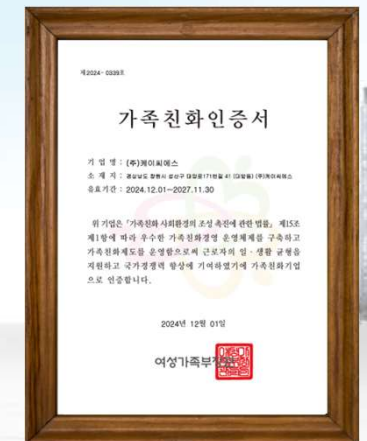 제2024- 0339호
가족친화인증서
기 업 명 : (주)케이씨에스
소 재 지 : 경상남도 창원시 성산구 대정로171번길 41 (대방동) (주)케이씨에스
유효기간 : 2024.12.01~2027.11.30
위 기업은 「가족친화 사회환경의 조성 촉진에 관한 법률」 제15조
제1항에 따라 우수한 가족친화경영 운영체제를 구축하고
가족친화제도를 운영함으로써 근로자의 일 · 생활 균형을
지원하고 국가경쟁력 향상에 기여하였기에 가족친화기업
으로 인증합니다.
2024년 12월 01일
여성가족부장관